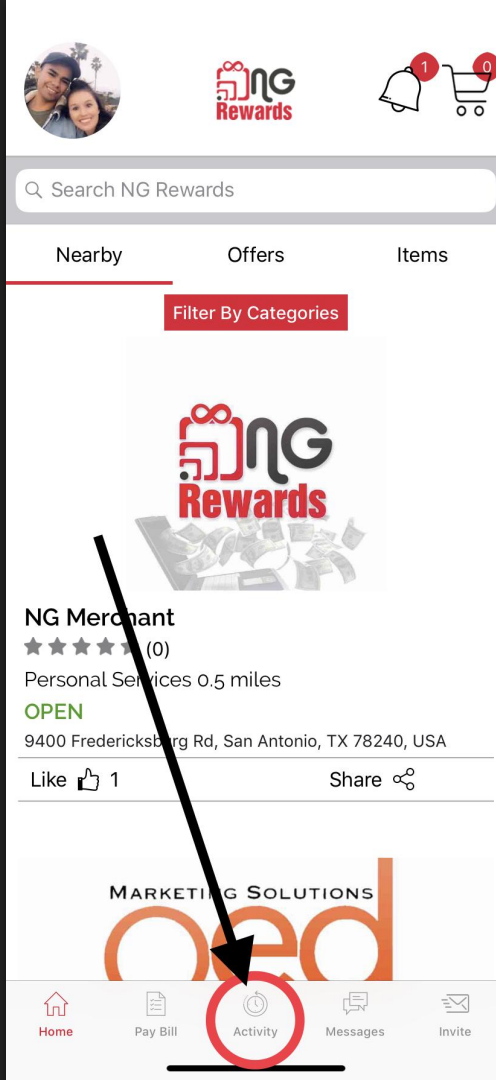 1
0
NG
Rewards
Search NG Rewards
Nearby Offers Items
Filter By Categories
NG
Rewards
NG Merchant
(0)
Personal Services 0.5 miles
OPEN
9400 Fredericksburg Rd, San Antonio, TX 78240, USA
Like 1 Share
MARKETING SOLUTIONS
oed
Home Pay Bill Activity Messages Invite